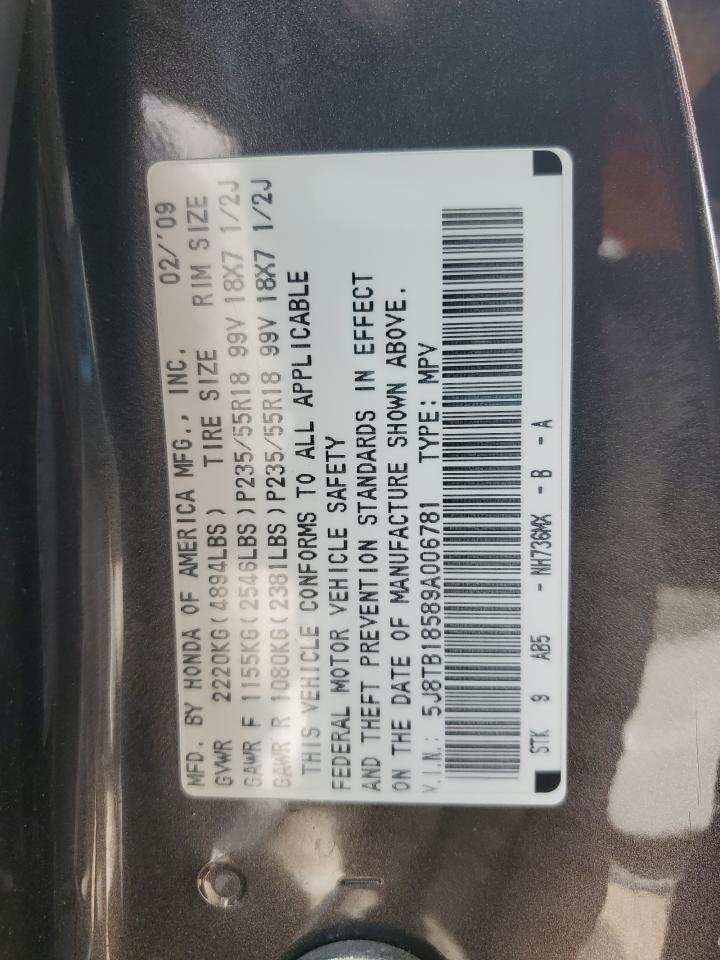 MFD. BY HONDA OF AMERICA MFG., INC. 02/'09
GVWR 2220KG(4894LBS) TIRE SIZE RIM SIZE
GAWR F 1155KG(2546LBS)P235/55R18 99V 18X7 1/2J
GAWR R 1080KG(2381LBS)P235/55R18 99V 18X7 1/2J
THIS VEHICLE CONFORMS TO ALL APPLICABLE
FEDERAL MOTOR VEHICLE SAFETY
AND THEFT PREVENTION STANDARDS IN EFFECT
ON THE DATE OF MANUFACTURE SHOWN ABOVE.
V.I.N.: 5J8TB18589A006781 TYPE: MPV
STK 9 AB5 - NH736MX - B - A